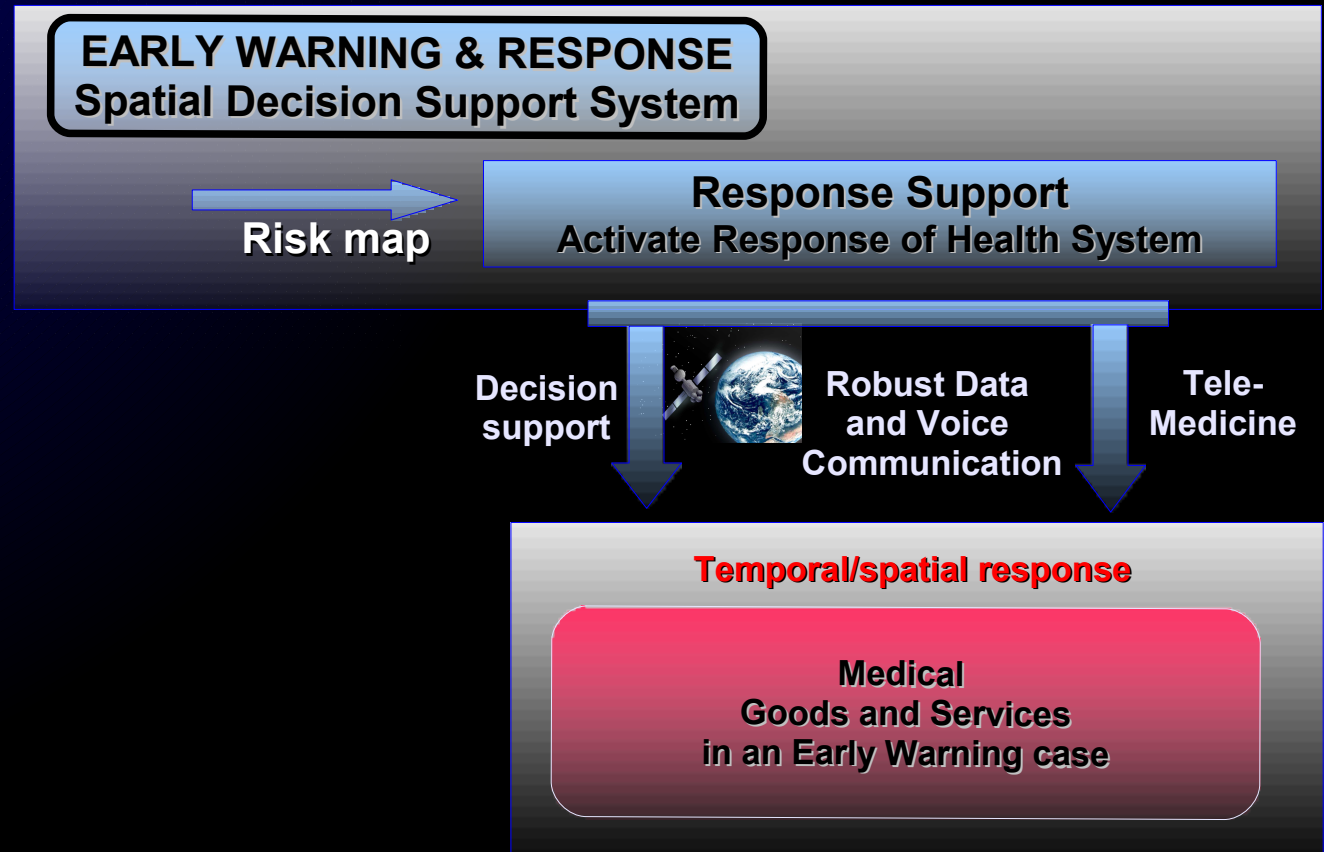 EARLY WARNING & RESPONSE
Spatial Decision Support System
Risk map
Response Support
Activate Response of Health System
Decision
support
Robust Data
and Voice
Communication
Tele-
Medicine
Temporal/spatial response
Medical
Goods and Services
in an Early Warning case